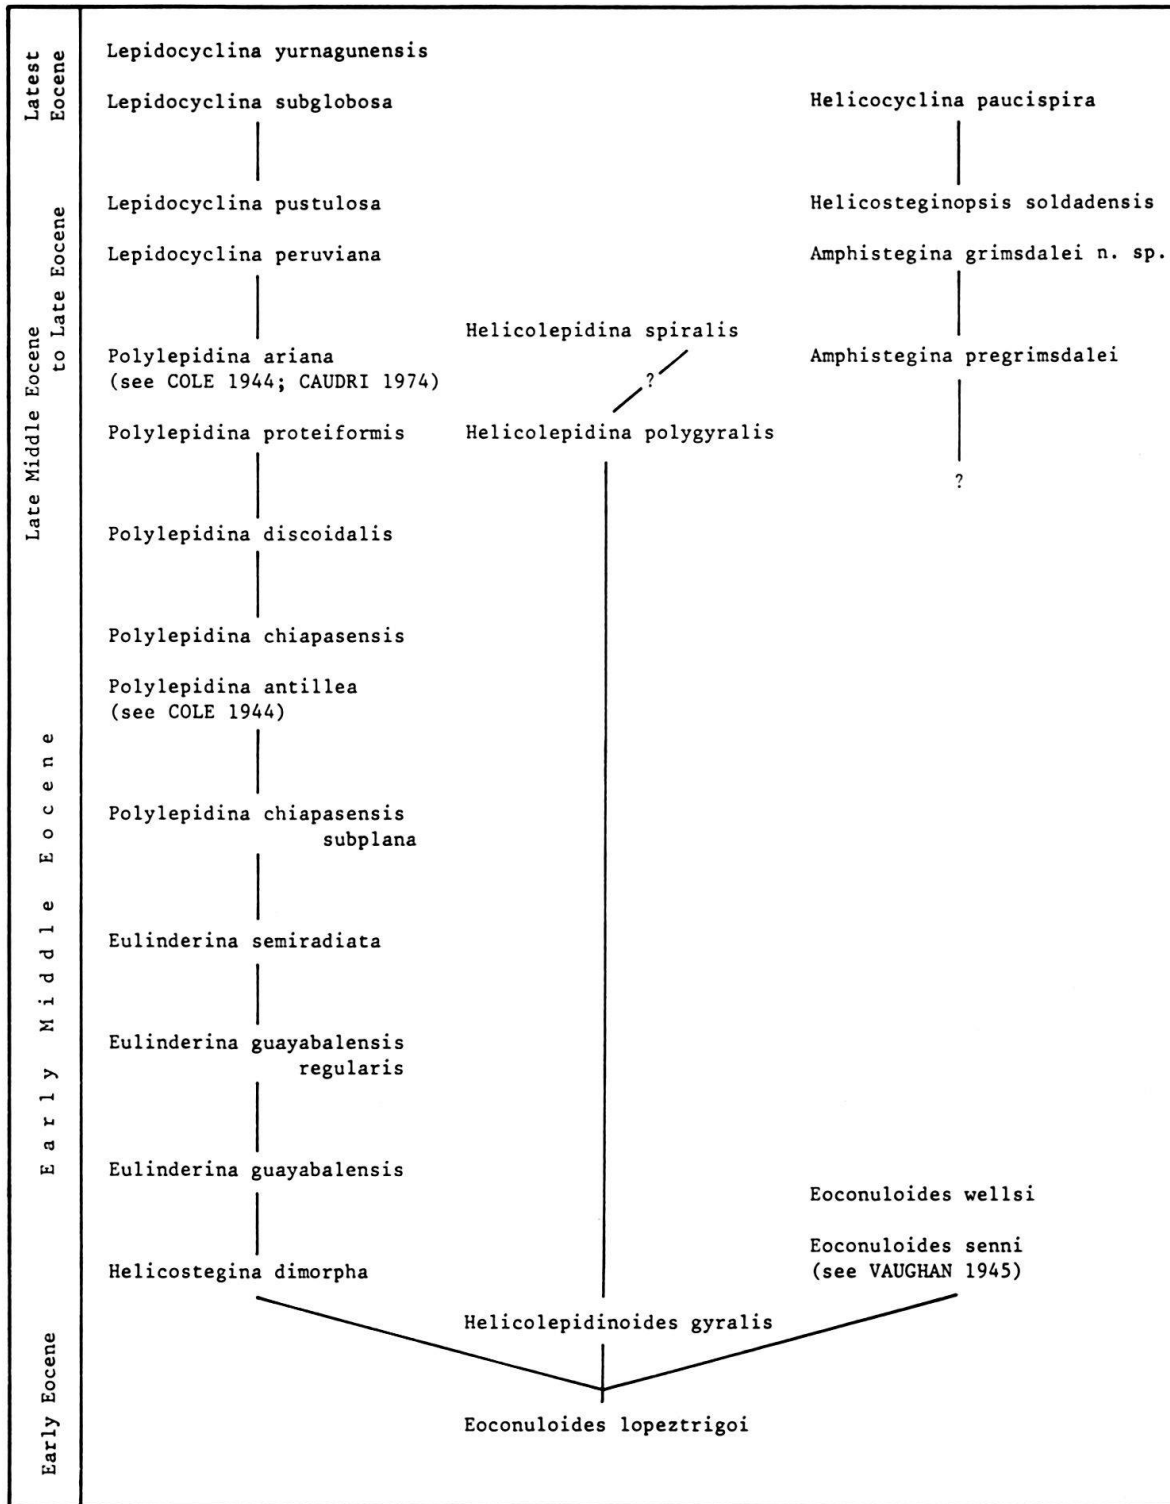 Latest
Eocene
Lepidocyclina yurnagunensis
Lepidocyclina subglobosa
Helicocyclina paucispira
Late Middle Eocene
to Late Eocene
Lepidocyclina pustulosa
Helicosteginopsis soldadensis
Lepidocyclina peruviana
Amphistegina grimsdalei n. sp.
Helicolepidina spiralis
Polylepidina ariana
(see COLE 1944; CAUDRI 1974)
Amphistegina pregrimsdalei
?
Polylepidina proteiformis
Helicolepidina polygyralis
?
Polylepidina discoidalis
Polylepidina chiapasensis
Early Middle Eocene
Polylepidina antillea
(see COLE 1944)
Polylepidina chiapasensis
subplana
Eulinderina semiradiata
Eulinderina guayabalensis
regularis
Eulinderina guayabalensis
Eoconuloides wellsi
Helicostegina dimorpha
Eoconuloides senni
(see VAUGHAN 1945)
Helicolepidinoides gyralis
Early Eocene
Eoconuloides lopeztrigoi